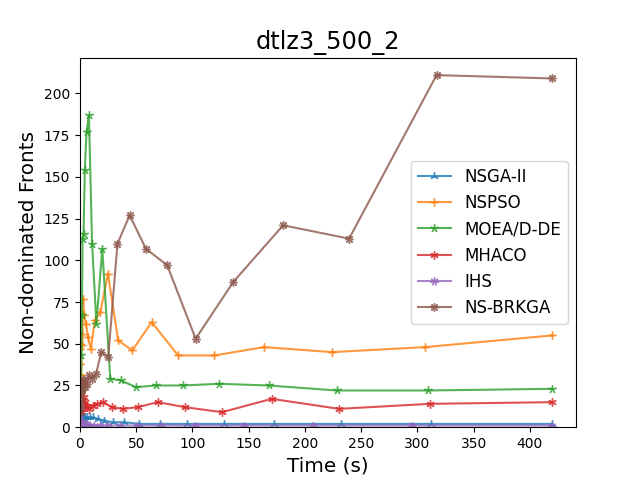 dtlz3_500_2
Non-dominated Fronts
200
175
150
125
100
75
50
25
0
NSGA-II
NSPSO
MOEA/D-DE
MHACO
IHS
NS-BRKGA
0 50 100 150 200 250 300 350 400
Time (s)